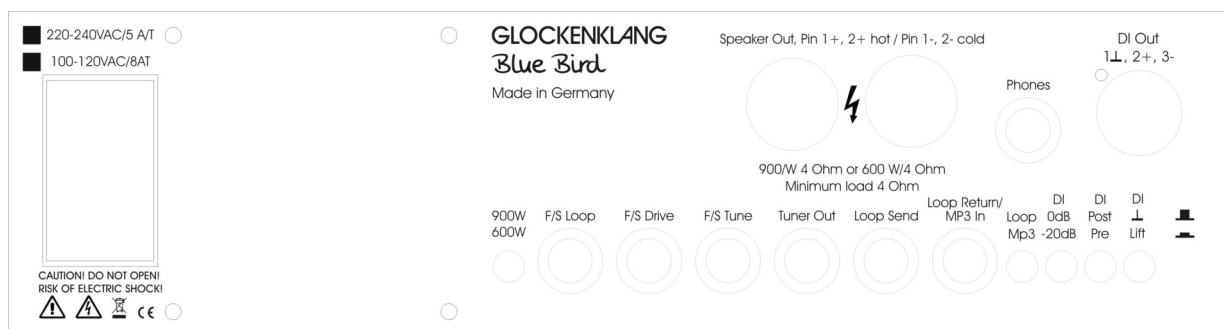 220-240VAC/5 A/T
100-120VAC/8AT
CAUTION! DO NOT OPEN!
RISK OF ELECTRIC SHOCK!
CE
GLOCKENKLANG
Blue Bird
Made in Germany
Speaker Out, Pin 1+, 2+ hot / Pin 1-, 2- cold
900/W 4 Ohm or 600 W/4 Ohm
Minimum load 4 Ohm
Phones
DI Out
1⊥, 2+, 3-
900W
600W
F/S Loop
F/S Drive
F/S Tune
Tuner Out
Loop Send
Loop Return/
MP3 In
Loop
Mp3
DI
0dB
-20dB
DI
Post
Pre
DI
⊥
Lift